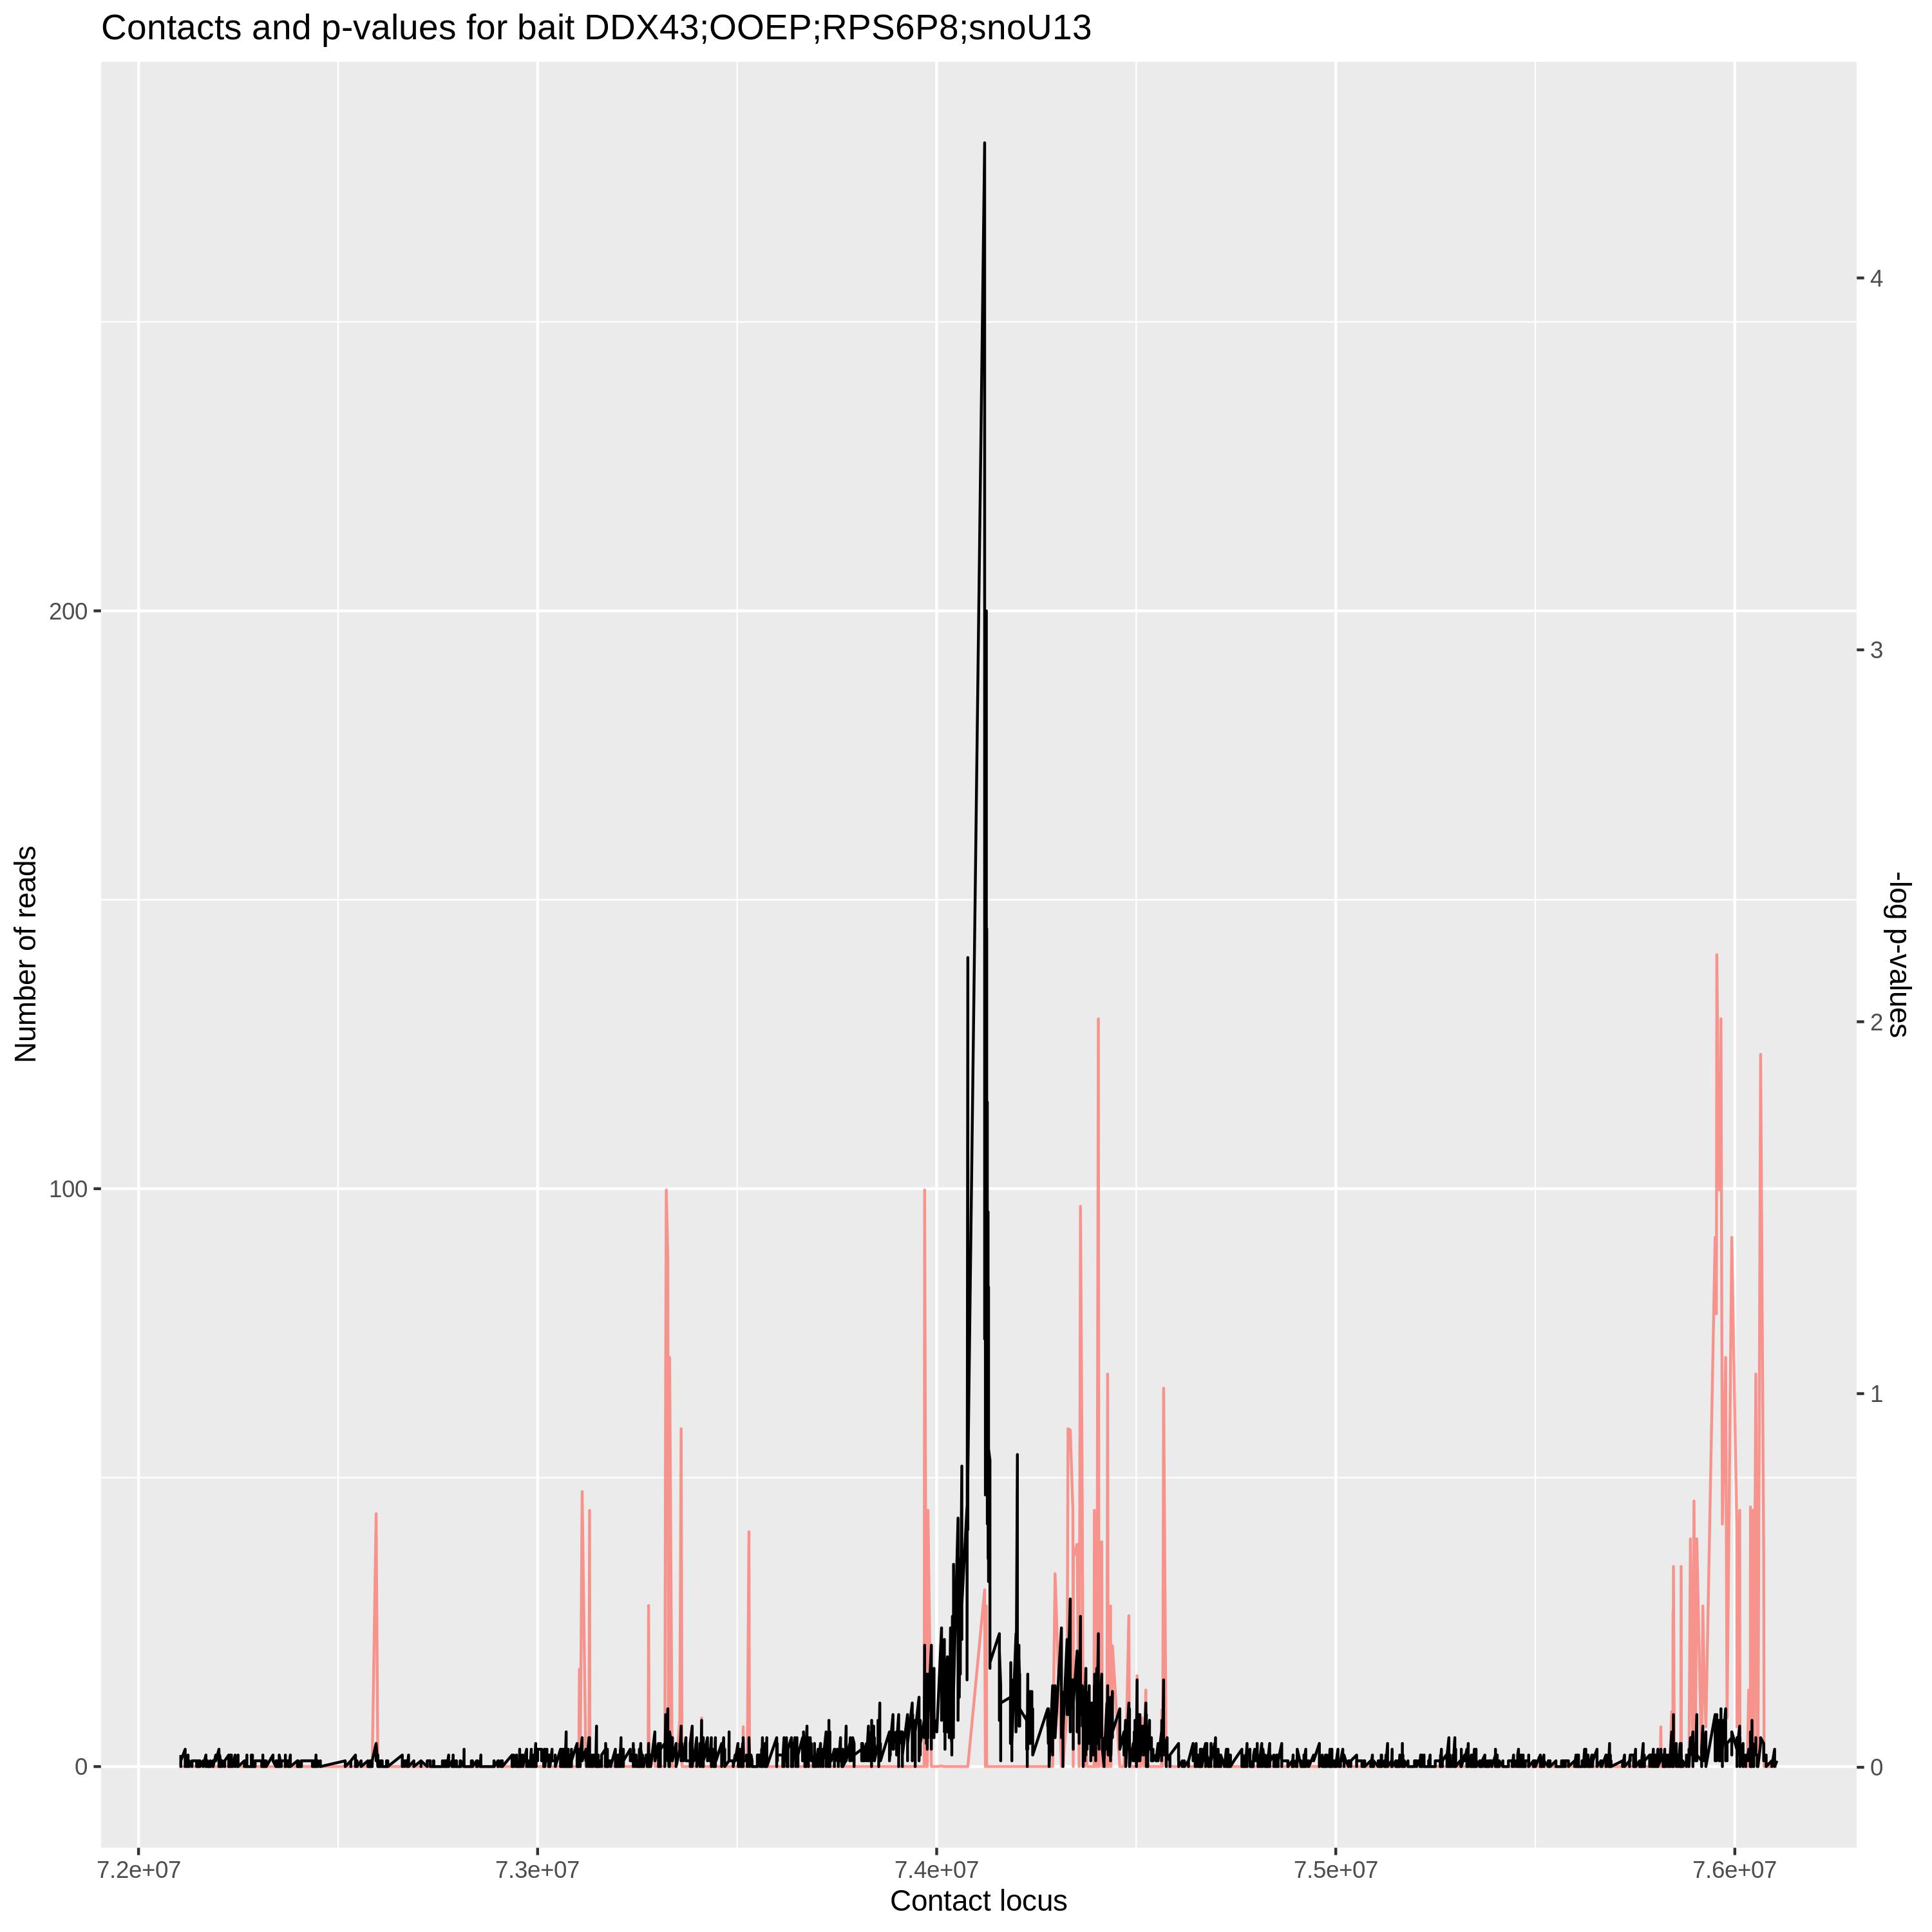 Contacts and p-values for bait DDX43;OOEP;RPS6P8;snoU13
Number of reads
200
100
0
4
3
2
1
0
-log p-values
7.2e+07
7.3e+07
7.4e+07
7.5e+07
7.6e+07
Contact locus